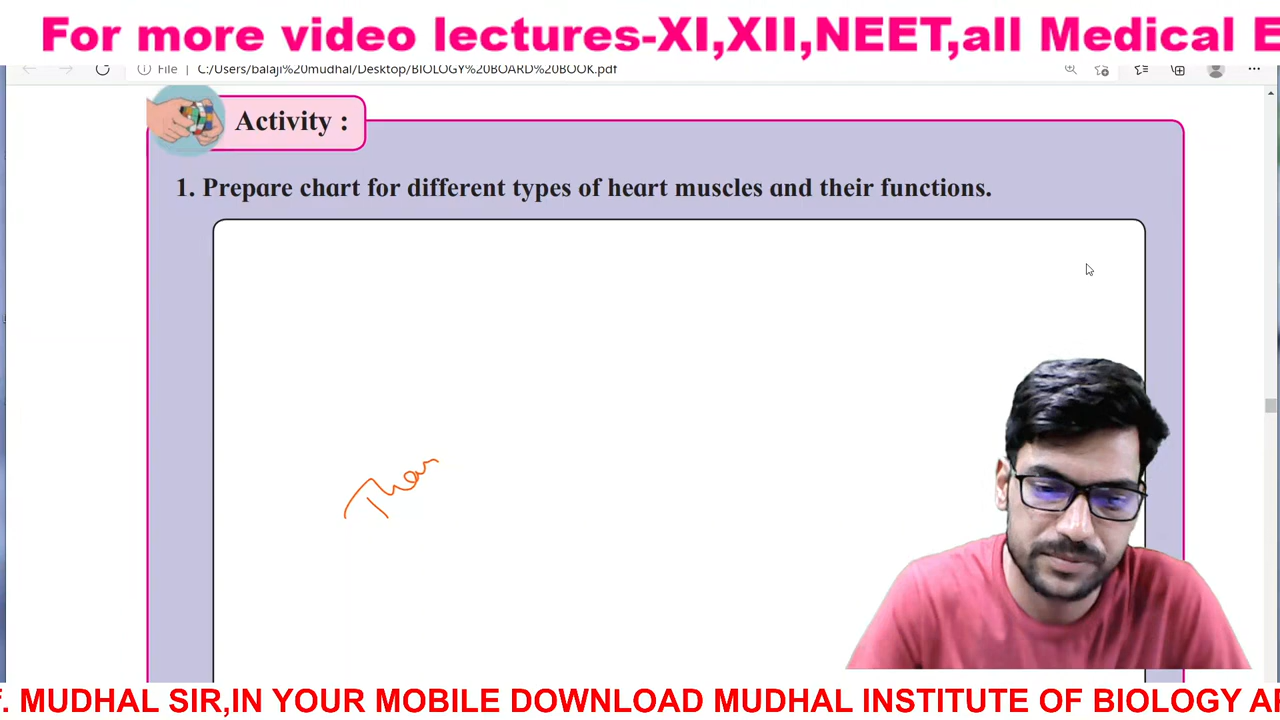 For more video lectures-XI,XII,NEET,all Medical E
File | C:/Users/balaji%20mudhal/Desktop/BIOLOGY%20BOARD%20BOOK.pdf
Activity :
1. Prepare chart for different types of heart muscles and their functions.
Than
F. MUDHAL SIR,IN YOUR MOBILE DOWNLOAD MUDHAL INSTITUTE OF BIOLOGY AP